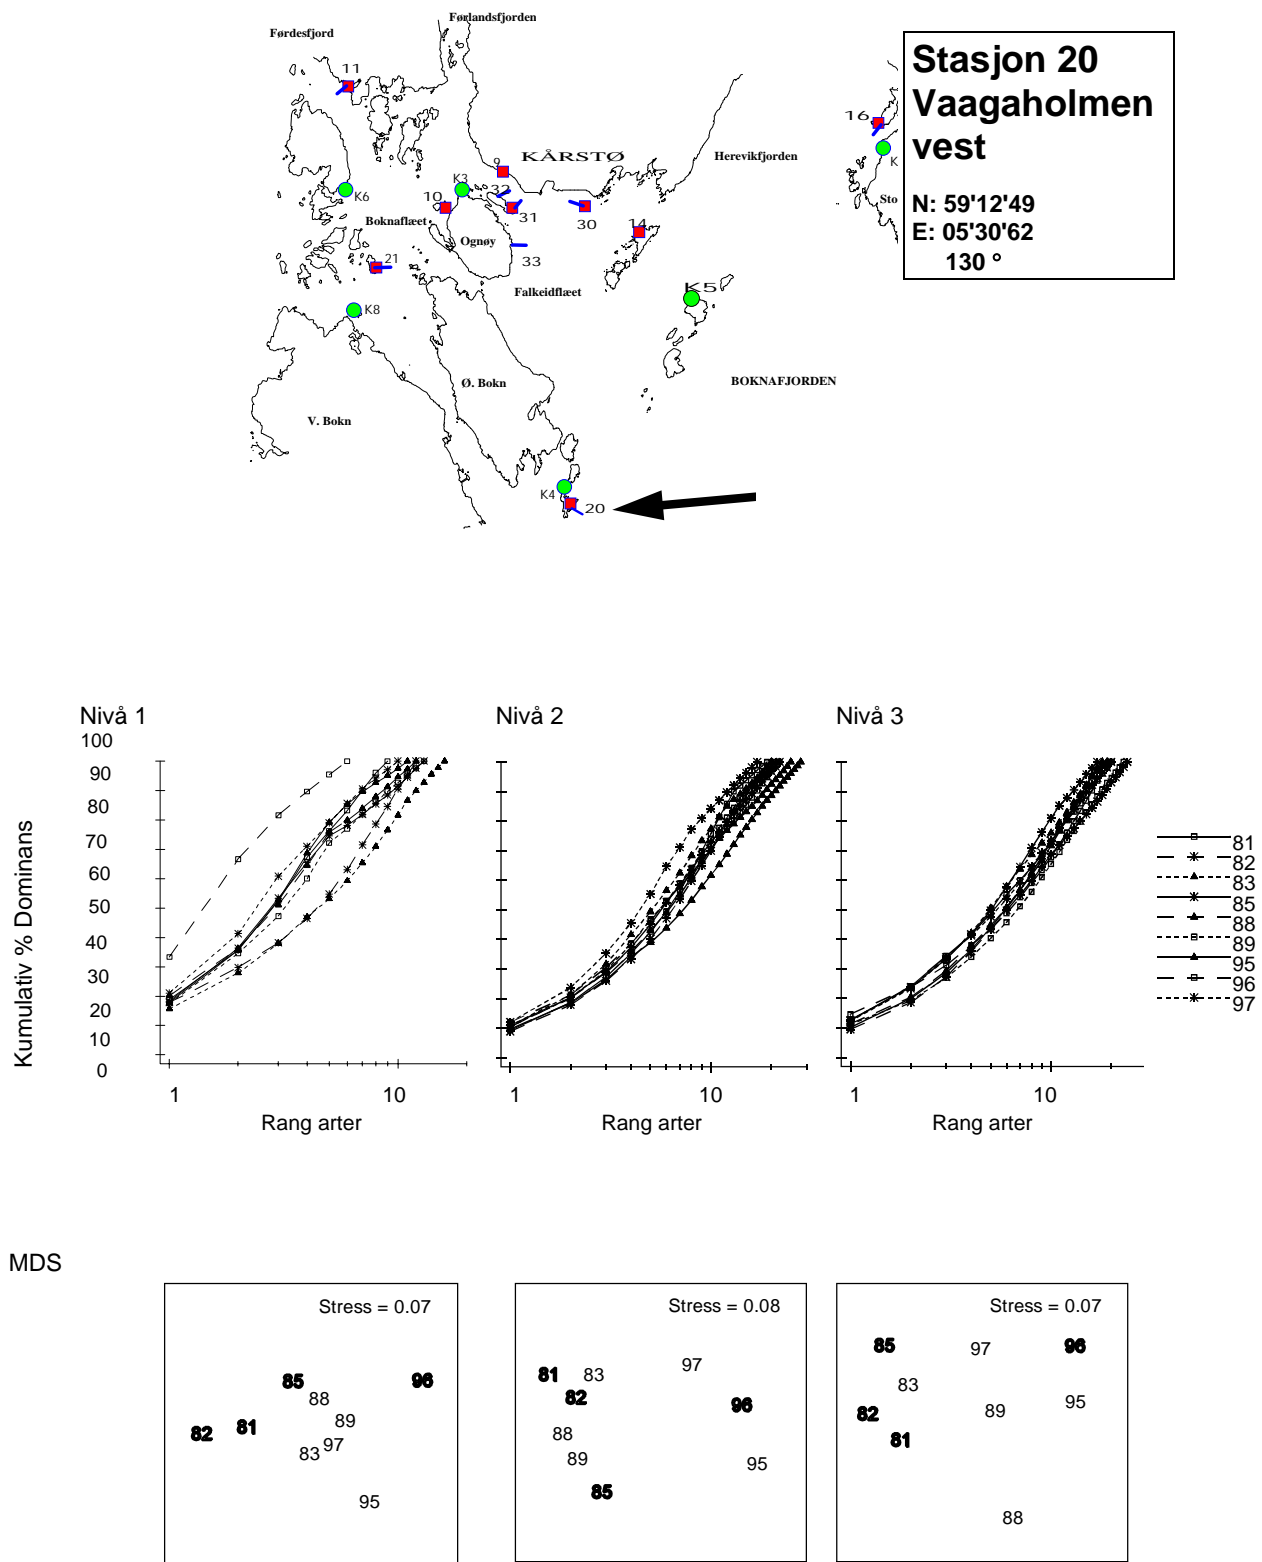 Førlandsfjorden
Førdesfjord
11
Stasjon 20
Vaagaholmen
vest
N: 59'12'49
E: 05'30'62
130 °
16
K
Sto
9
KÅRSTØ
Herevikfjorden
K3
32
K6
10
31
30
14
Boknaflæet
Ognøy
33
21
Falkeidflæet
K5
K8
BOKNAFJORDEN
Ø. Bokn
V. Bokn
K4
20
Nivå 1
Nivå 2
Nivå 3
Kumulativ % Dominans
100
90
80
70
60
50
40
30
20
10
0
1
10
Rang arter
1
10
Rang arter
1
10
Rang arter
81
82
83
85
88
89
95
96
97
MDS
Stress = 0.07
85
96
88
89
82
81
97
83
95
Stress = 0.08
97
81
83
82
96
88
89
95
85
Stress = 0.07
85
97
96
83
95
82
89
81
88